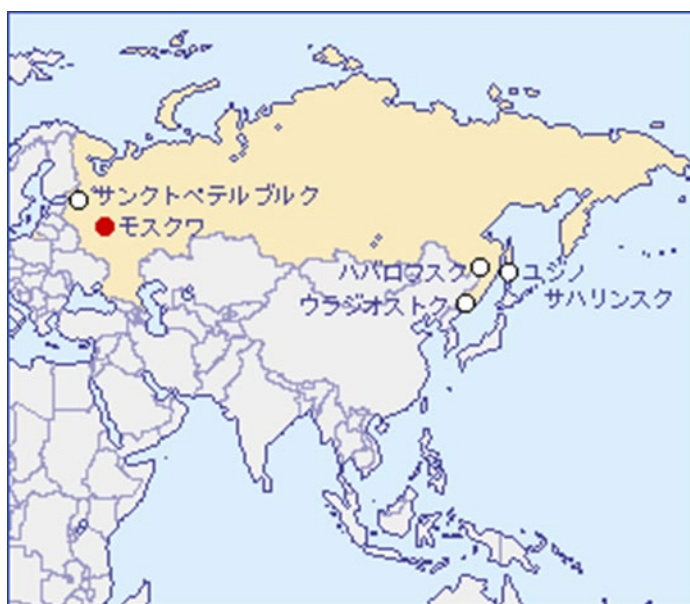 サンクトペテルブルク
モスクワ
ハバロフスク
ユジノ
サハリンスク
ウラジオストク